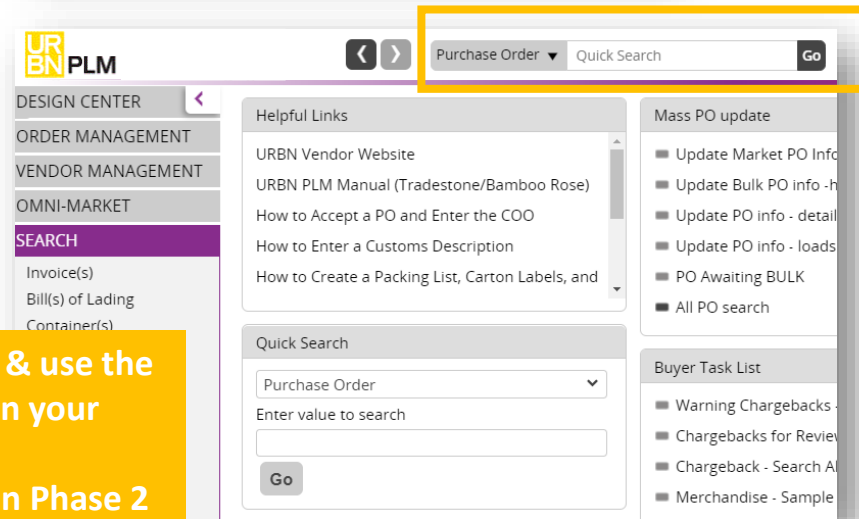 UR
BN PLM
Purchase Order Quick Search Go
DESIGN CENTER
ORDER MANAGEMENT
VENDOR MANAGEMENT
OMNI-MARKET
SEARCH
Invoice(s)
Bill(s) of Lading
Container(s)
& use the
n your
n Phase 2
Helpful Links
URBN Vendor Website
URBN PLM Manual (Tradestone/Bamboo Rose)
How to Accept a PO and Enter the COO
How to Enter a Customs Description
How to Create a Packing List, Carton Labels, and
Quick Search
Purchase Order
Enter value to search
Go
Mass PO update
Update Market PO Info
Update Bulk PO info -h
Update PO info - detail
Update PO info - loads
PO Awaiting BULK
All PO search
Buyer Task List
Warning Chargebacks -
Chargebacks for Review
Chargeback - Search Al
Merchandise - Sample